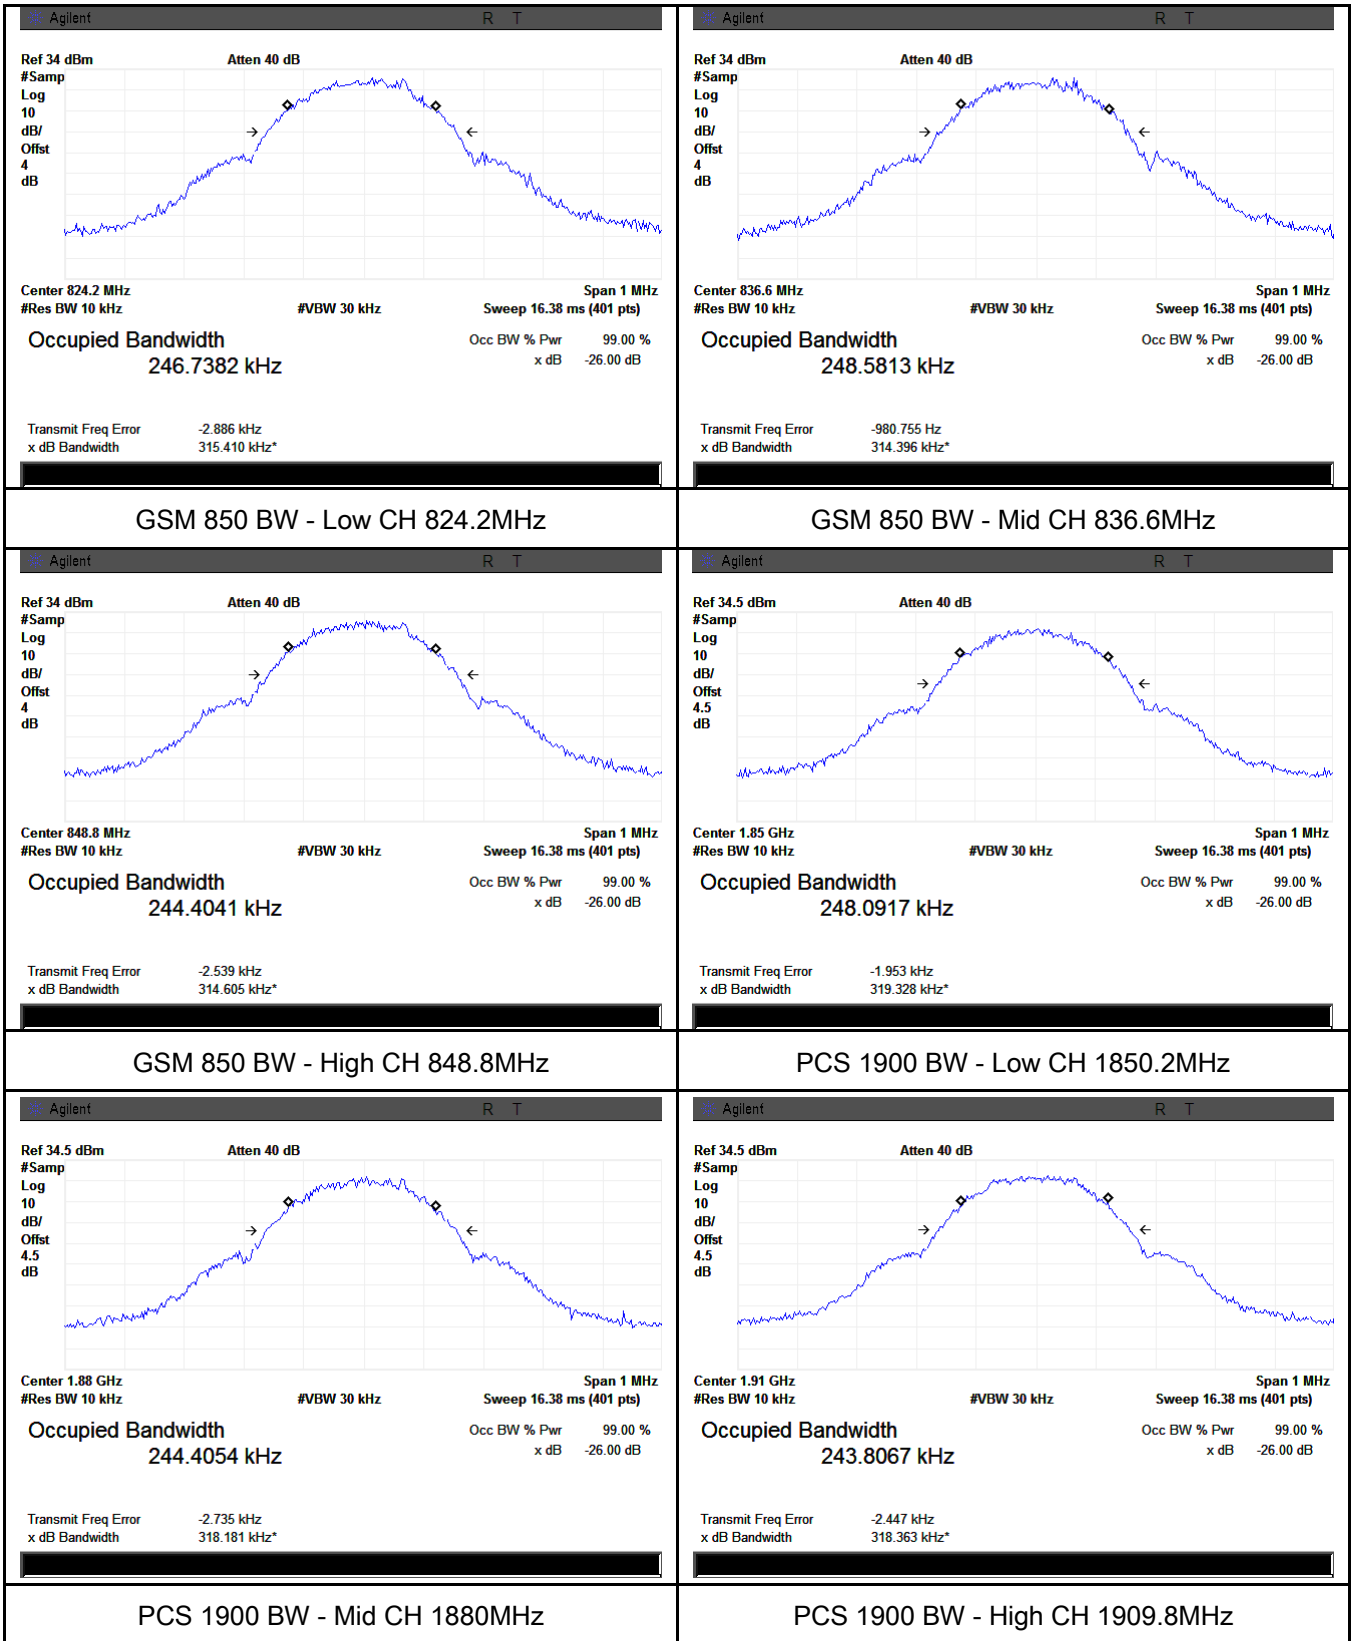 Agilent R T
Ref 34 dBm Atten 40 dB
#Samp
Log
10
dB/
Offst
4
dB
Center 824.2 MHz Span 1 MHz
#Res BW 10 kHz #VBW 30 kHz Sweep 16.38 ms (401 pts)
Occupied Bandwidth Occ BW % Pwr 99.00 %
246.7382 kHz x dB -26.00 dB
Transmit Freq Error -2.886 kHz
x dB Bandwidth 315.410 kHz*
GSM 850 BW - Low CH 824.2MHz
Agilent R T
Ref 34 dBm Atten 40 dB
#Samp
Log
10
dB/
Offst
4
dB
Center 836.6 MHz Span 1 MHz
#Res BW 10 kHz #VBW 30 kHz Sweep 16.38 ms (401 pts)
Occupied Bandwidth Occ BW % Pwr 99.00 %
248.5813 kHz x dB -26.00 dB
Transmit Freq Error -980.755 Hz
x dB Bandwidth 314.396 kHz*
GSM 850 BW - Mid CH 836.6MHz
Agilent R T
Ref 34 dBm Atten 40 dB
#Samp
Log
10
dB/
Offst
4
dB
Center 848.8 MHz Span 1 MHz
#Res BW 10 kHz #VBW 30 kHz Sweep 16.38 ms (401 pts)
Occupied Bandwidth Occ BW % Pwr 99.00 %
244.4041 kHz x dB -26.00 dB
Transmit Freq Error -2.539 kHz
x dB Bandwidth 314.605 kHz*
GSM 850 BW - High CH 848.8MHz
Agilent R T
Ref 34.5 dBm Atten 40 dB
#Samp
Log
10
dB/
Offst
4.5
dB
Center 1.85 GHz Span 1 MHz
#Res BW 10 kHz #VBW 30 kHz Sweep 16.38 ms (401 pts)
Occupied Bandwidth Occ BW % Pwr 99.00 %
248.0917 kHz x dB -26.00 dB
Transmit Freq Error -1.953 kHz
x dB Bandwidth 319.328 kHz*
PCS 1900 BW - Low CH 1850.2MHz
Agilent R T
Ref 34.5 dBm Atten 40 dB
#Samp
Log
10
dB/
Offst
4.5
dB
Center 1.88 GHz Span 1 MHz
#Res BW 10 kHz #VBW 30 kHz Sweep 16.38 ms (401 pts)
Occupied Bandwidth Occ BW % Pwr 99.00 %
244.4054 kHz x dB -26.00 dB
Transmit Freq Error -2.735 kHz
x dB Bandwidth 318.181 kHz*
PCS 1900 BW - Mid CH 1880MHz
Agilent R T
Ref 34.5 dBm Atten 40 dB
#Samp
Log
10
dB/
Offst
4.5
dB
Center 1.91 GHz Span 1 MHz
#Res BW 10 kHz #VBW 30 kHz Sweep 16.38 ms (401 pts)
Occupied Bandwidth Occ BW % Pwr 99.00 %
243.8067 kHz x dB -26.00 dB
Transmit Freq Error -2.447 kHz
x dB Bandwidth 318.363 kHz*
PCS 1900 BW - High CH 1909.8MHz